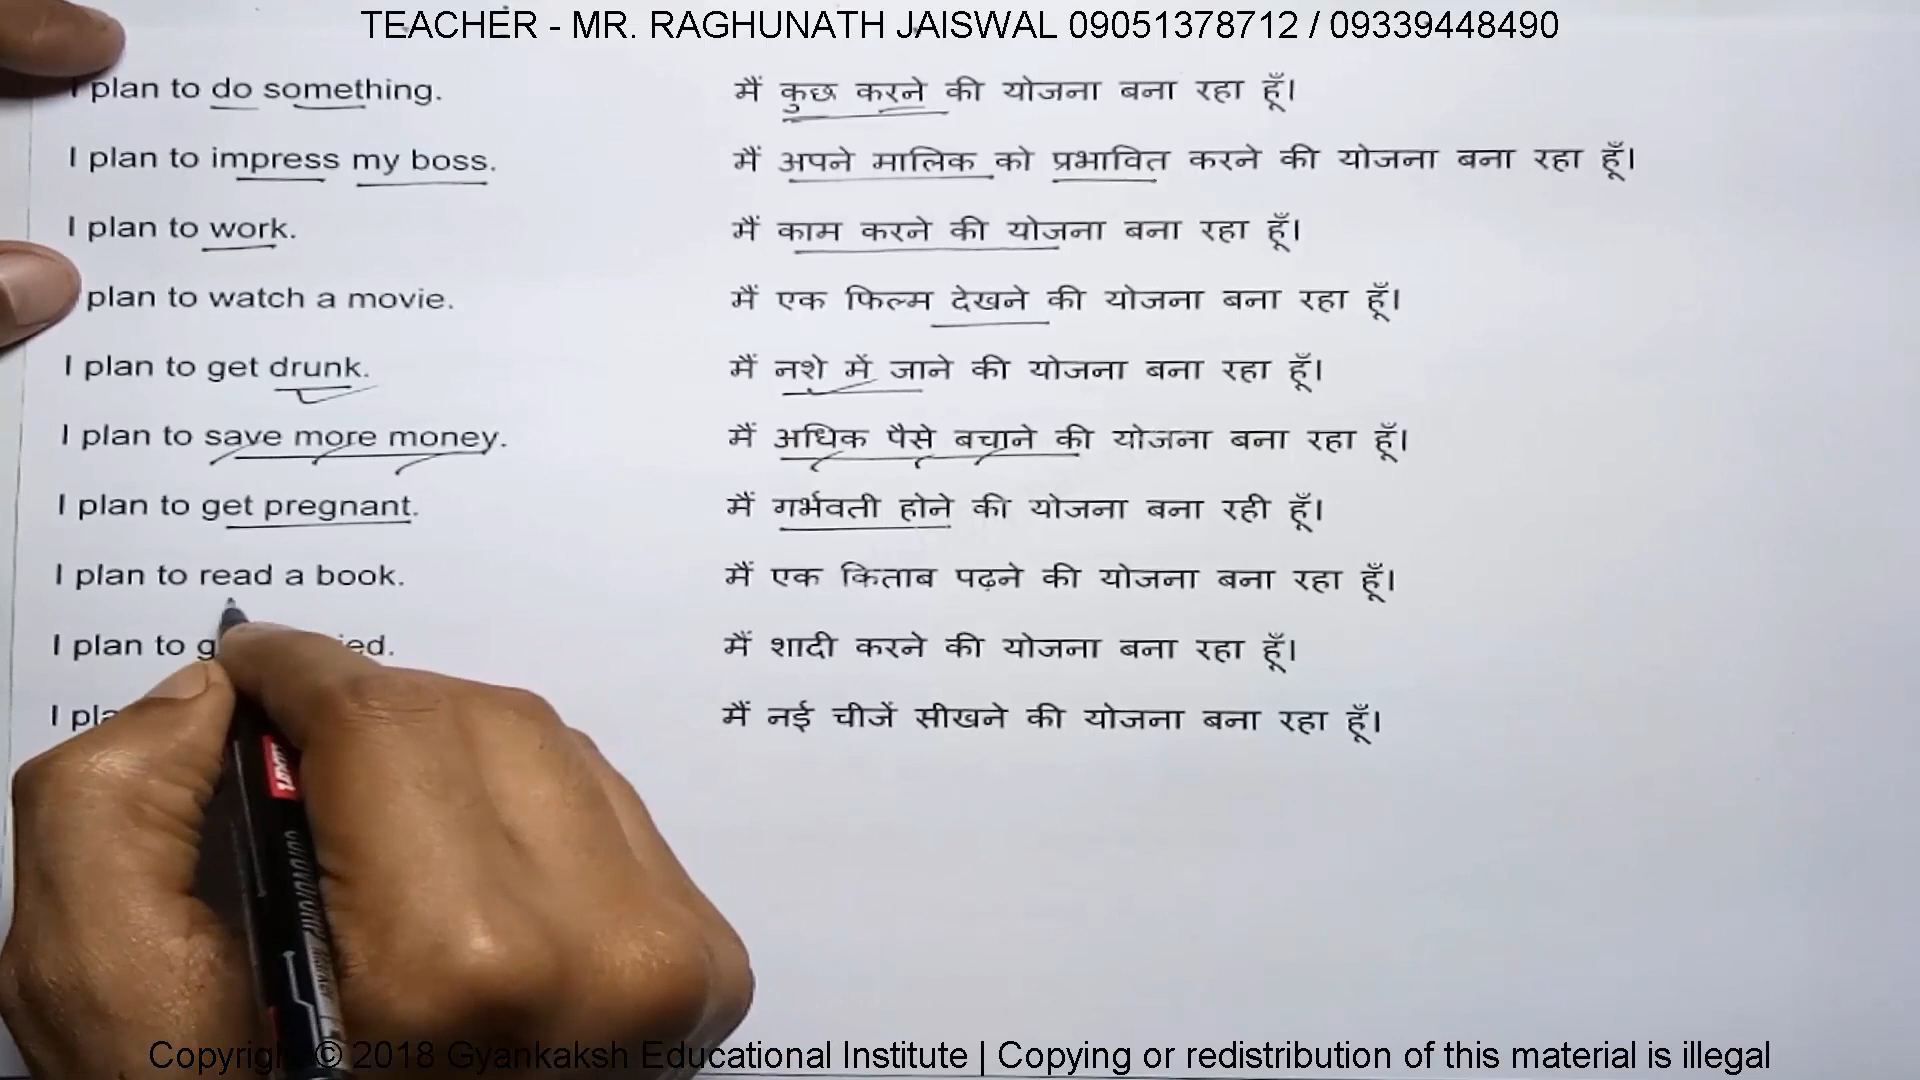 TEACHER - MR. RAGHUNATH JAISWAL 09051378712 / 09339448490
I plan to do something. मैं कुछ करने की योजना बना रहा हूँ।
I plan to impress my boss. मैं अपने मालिक को प्रभावित करने की योजना बना रहा हूँ।
I plan to work. मैं काम करने की योजना बना रहा हूँ।
plan to watch a movie. मैं एक फिल्म देखने की योजना बना रहा हूँ।
I plan to get drunk. मैं नशे में जाने की योजना बना रहा हूँ।
I plan to save more money. मैं अधिक पैसे बचाने की योजना बना रहा हूँ।
I plan to get pregnant. मैं गर्भवती होने की योजना बना रही हूँ।
I plan to read a book. मैं एक किताब पढ़ने की योजना बना रहा हूँ।
I plan to मैं शादी करने की योजना बना रहा हूँ।
I मैं नई चीजें सीखने की योजना बना रहा हूँ।
Copyright © 2018 Gyankaksh Educational Institute | Copying or redistribution of this material is illegal